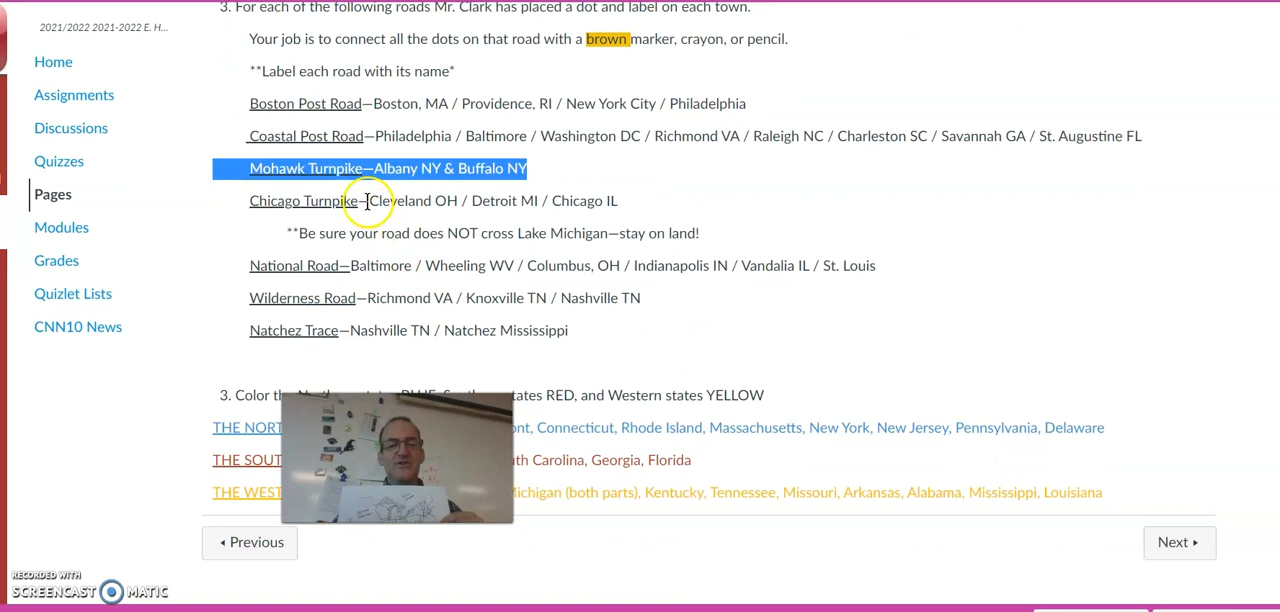 3. For each of the following roads Mr. Clark has placed a dot and label on each town.
2021/2022 2021-2022 E. H...
Your job is to connect all the dots on that road with a brown marker, crayon, or pencil.
Home
**Label each road with its name*
Assignments
Boston Post Road—Boston, MA / Providence, RI / New York City / Philadelphia
Discussions
Coastal Post Road—Philadelphia / Baltimore / Washington DC / Richmond VA / Raleigh NC / Charleston SC / Savannah GA / St. Augustine FL
Quizzes
Mohawk Turnpike—Albany NY & Buffalo NY
Pages
Chicago Turnpike—Cleveland OH / Detroit MI / Chicago IL
Modules
**Be sure your road does NOT cross Lake Michigan—stay on land!
Grades
National Road—Baltimore / Wheeling WV / Columbus, OH / Indianapolis IN / Vandalia IL / St. Louis
Quizlet Lists
Wilderness Road—Richmond VA / Knoxville TN / Nashville TN
CNN10 News
Natchez Trace—Nashville TN / Natchez Mississippi
3. Color RED, and Western states YELLOW
THE Connecticut, Rhode Island, Massachusetts, New York, New Jersey, Pennsylvania, Delaware
THE Carolina, Georgia, Florida
THE Michigan (both parts), Kentucky, Tennessee, Missouri, Arkansas, Alabama, Mississippi, Louisiana
Previous
Next
RECORDED WITH
SCREENCAST MATIC